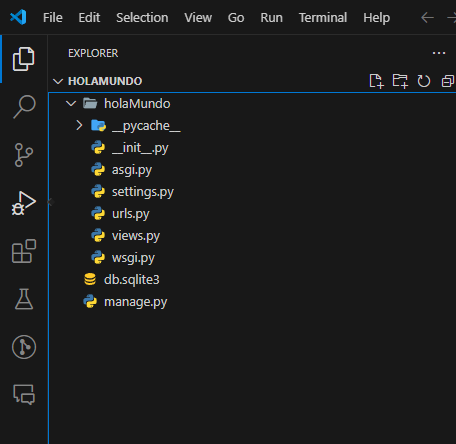 File Edit Selection View Go Run Terminal Help
EXPLORER
HOLAMUNDO
holaMundo
__pycache__
__init__.py
asgi.py
settings.py
urls.py
views.py
wsgi.py
db.sqlite3
manage.py